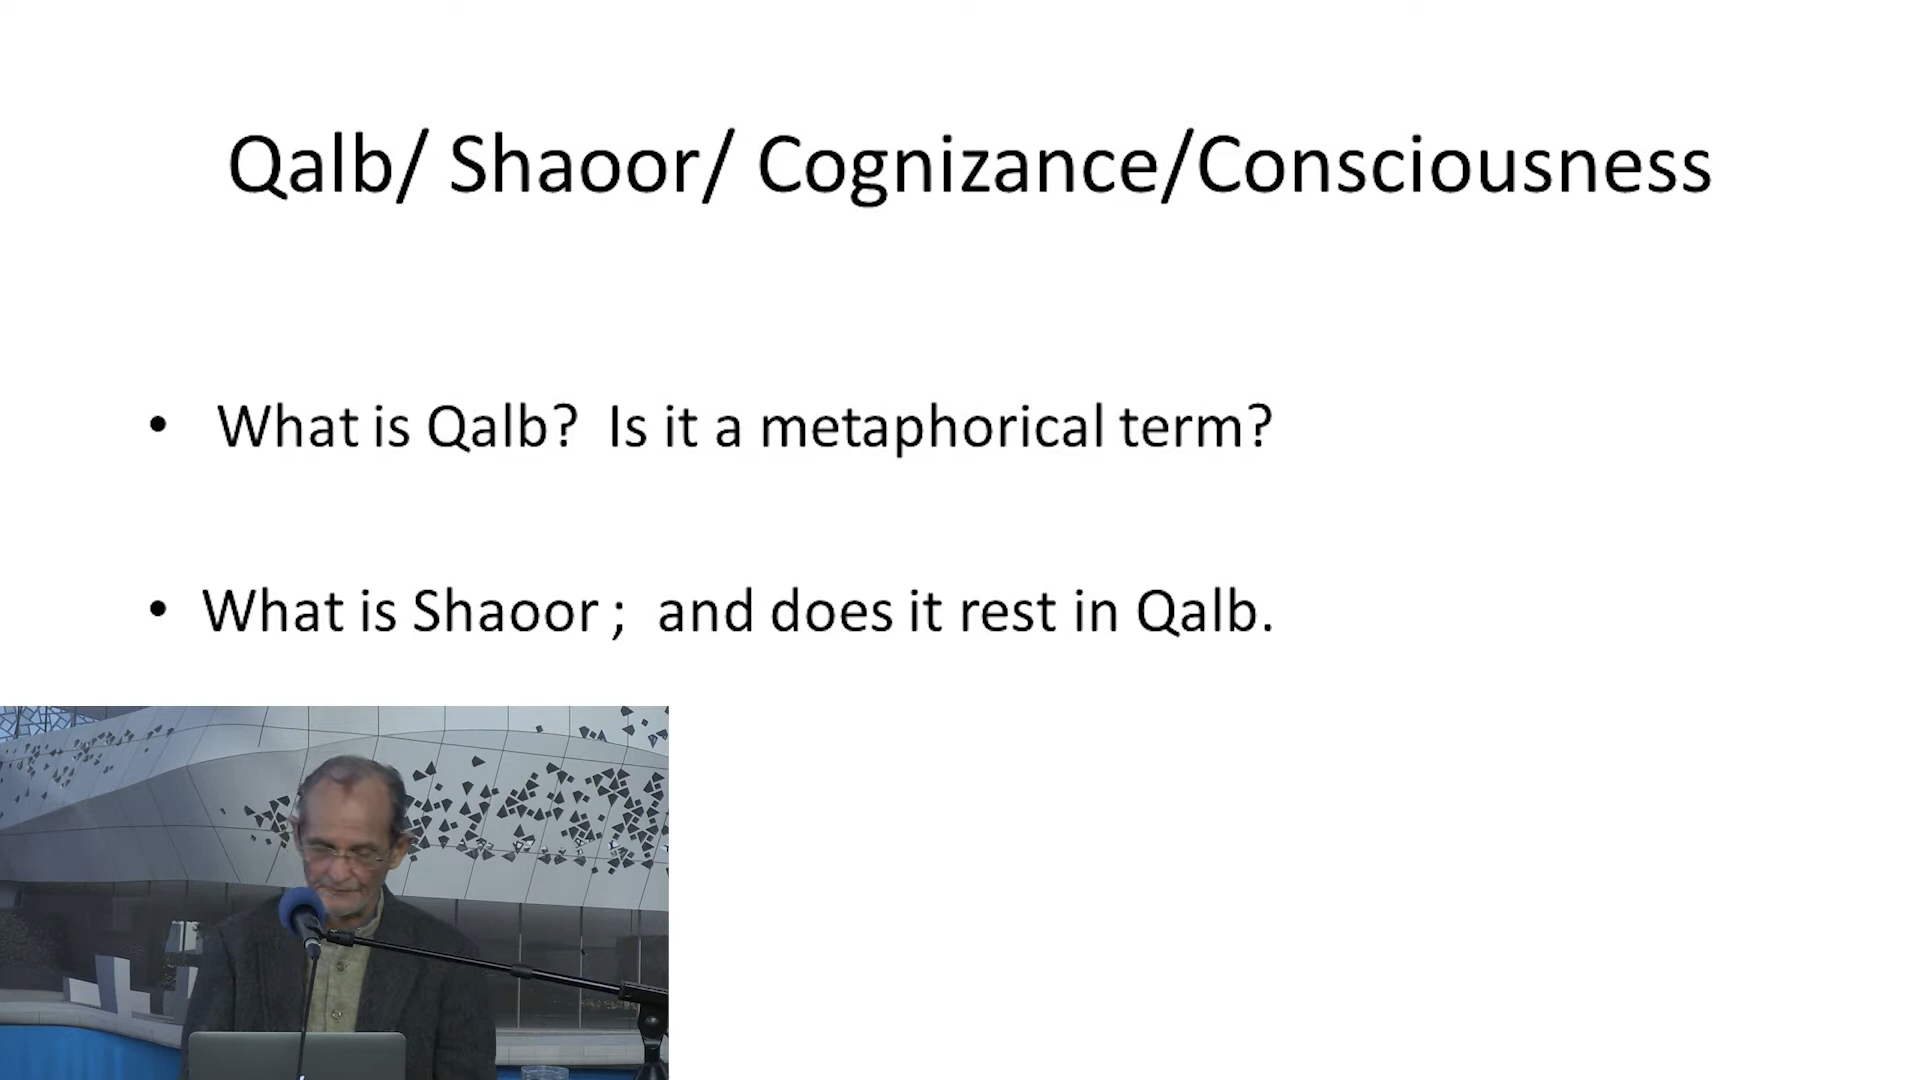 Qalb/ Shaoor/ Cognizance/Consciousness
• What is Qalb? Is it a metaphorical term?
• What is Shaoor ; and does it rest in Qalb.